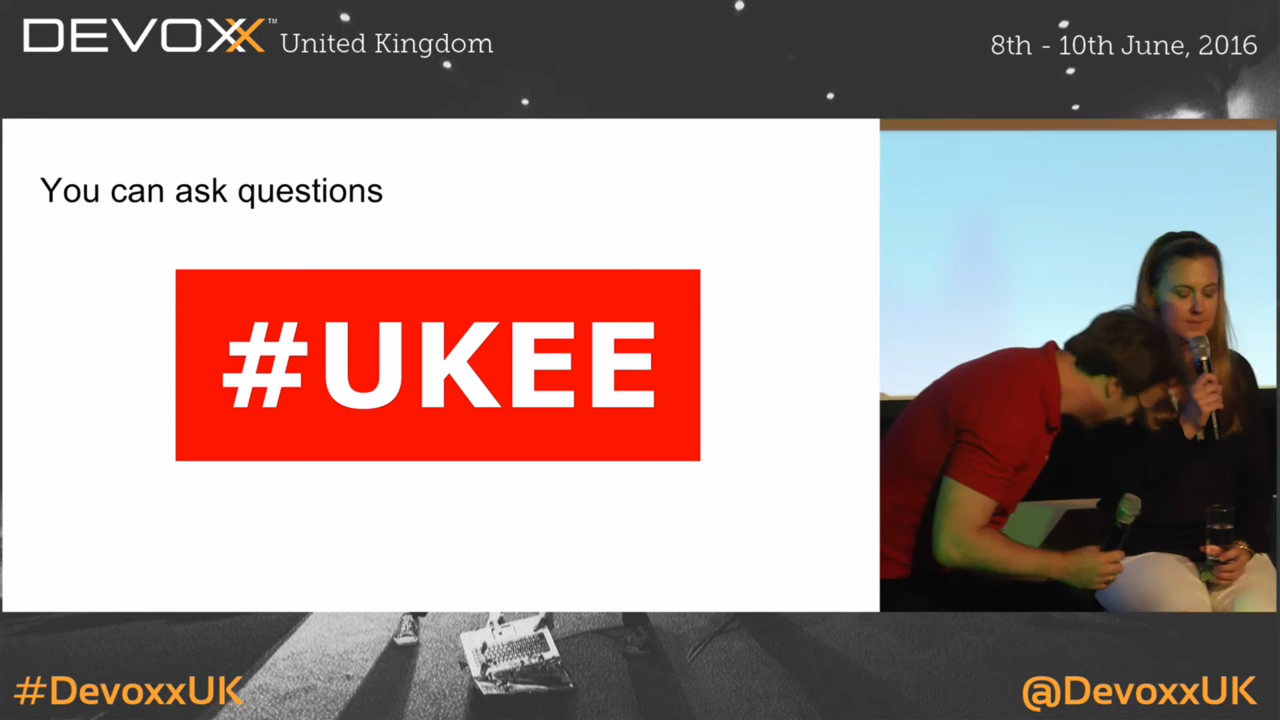 DEVOXX™ United Kingdom
8th - 10th June, 2016
You can ask questions
#UKEE
#DevoxxUK
@DevoxxUK